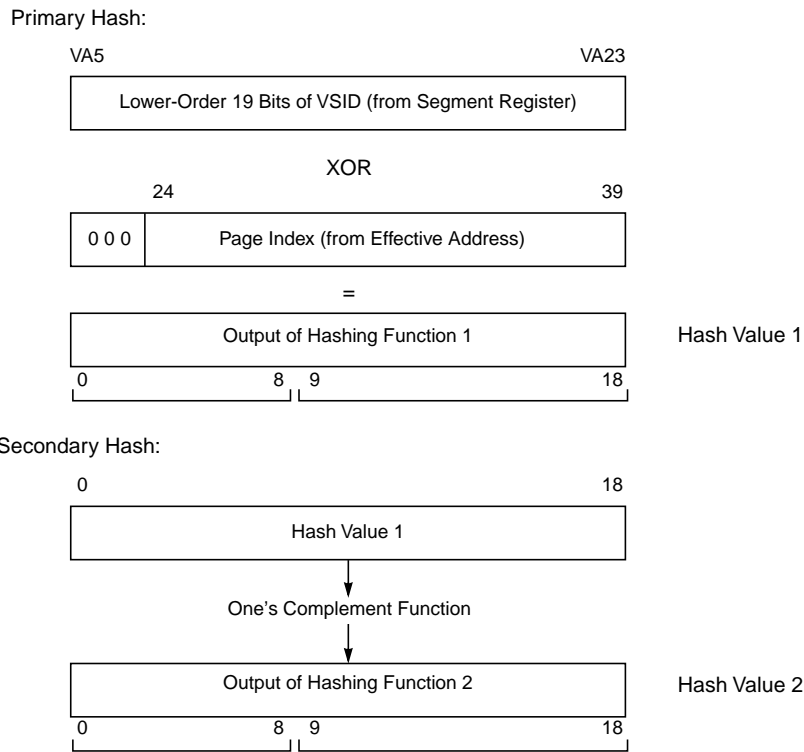 Primary Hash:
VA5 VA23
Lower-Order 19 Bits of VSID (from Segment Register)
XOR
24 39
0 0 0 Page Index (from Effective Address)
=
Output of Hashing Function 1 Hash Value 1
0 8 9 18
Secondary Hash:
0 18
Hash Value 1
One's Complement Function
Output of Hashing Function 2 Hash Value 2
0 8 9 18